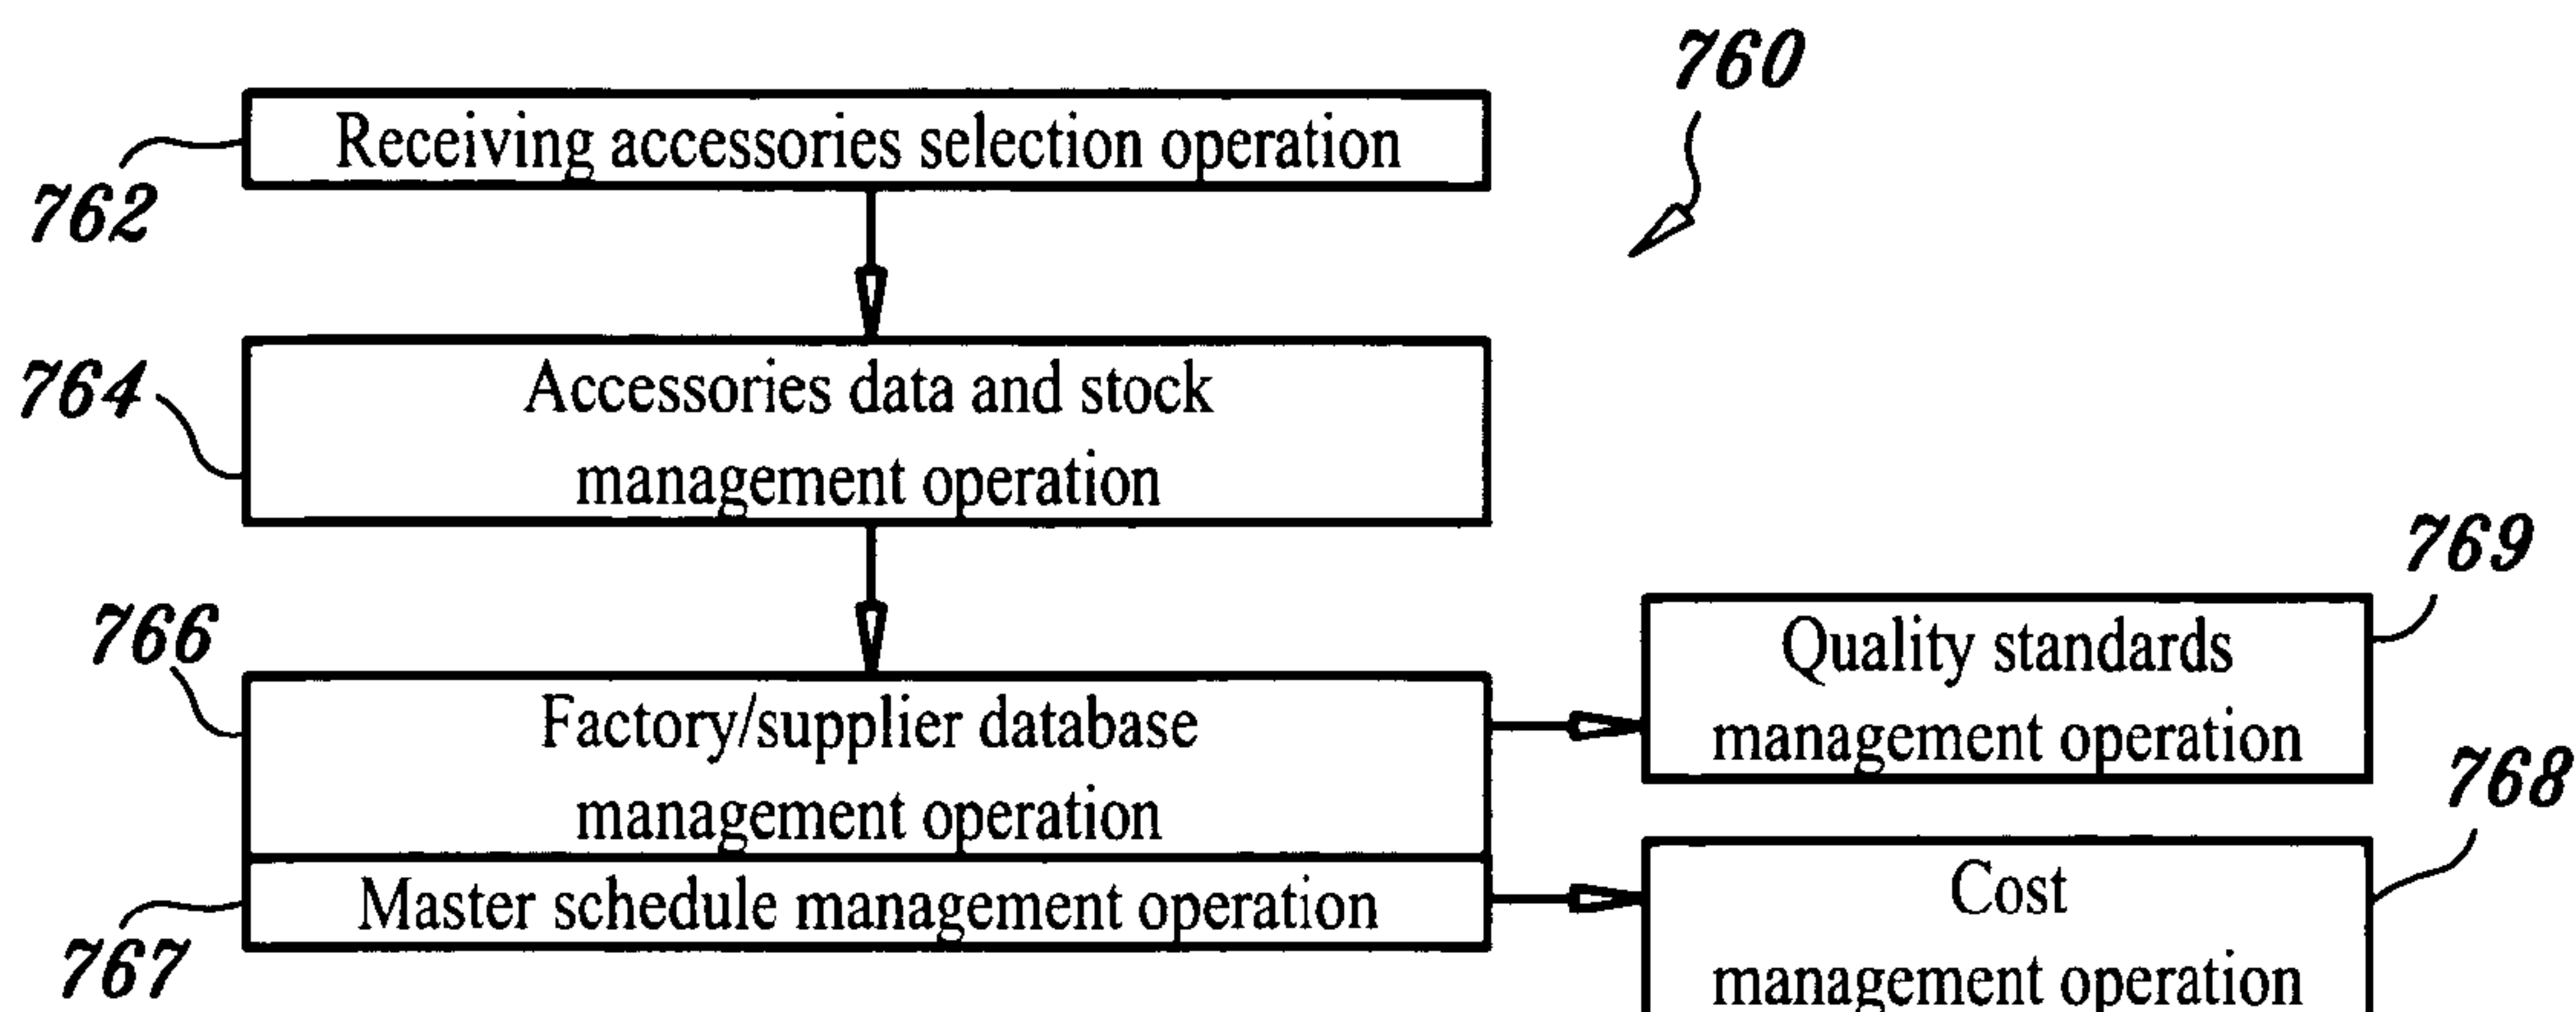 760
Receiving accessories selection operation
762
764
Accessories data and stock
management operation
766
Factory/supplier database
management operation
769
Quality standards
management operation
767
Master schedule management operation
768
Cost
management operation